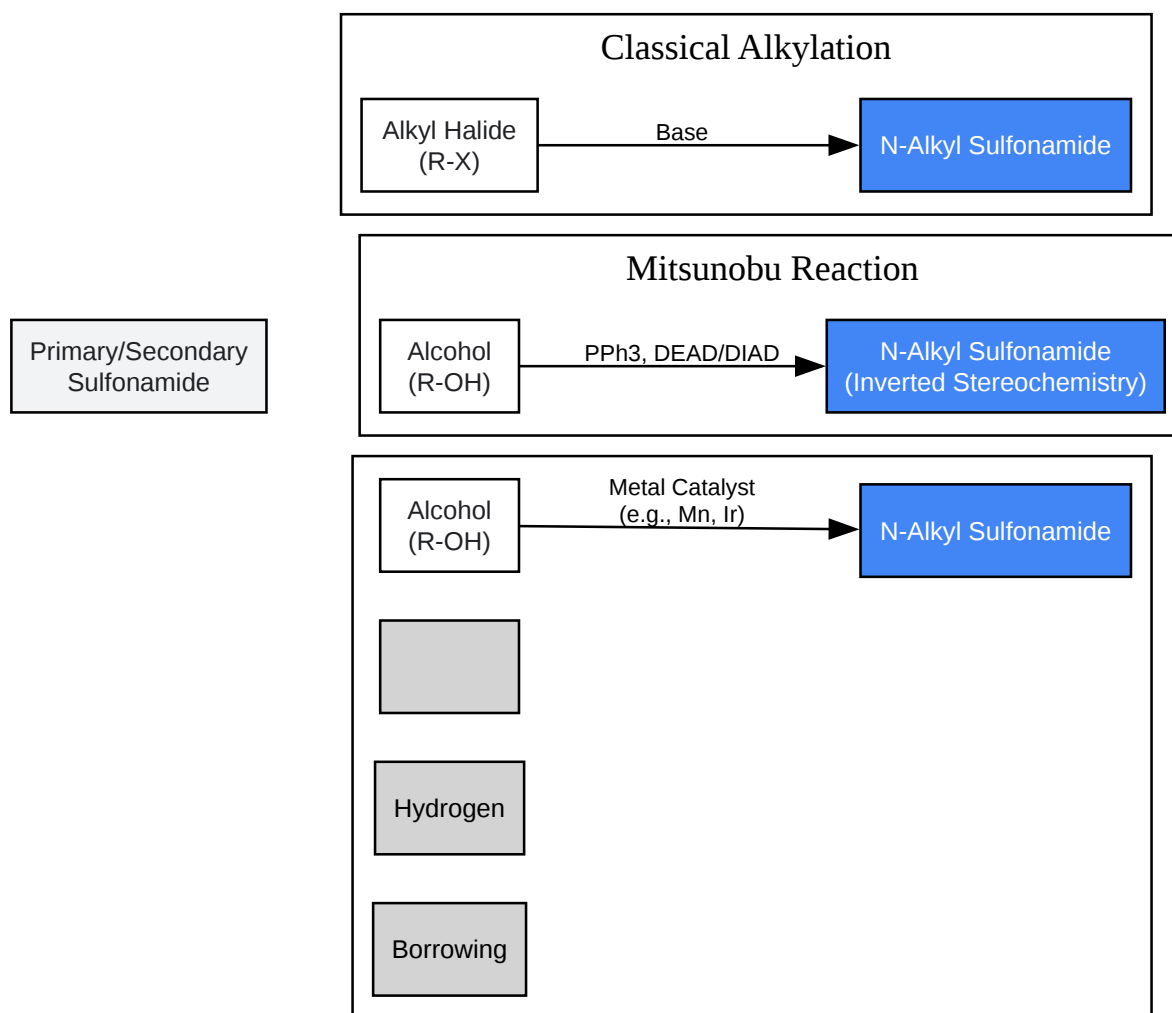 Classical Alkylation
Alkyl Halide
(R-X)
Base
N-Alkyl Sulfonamide
Mitsunobu Reaction
Primary/Secondary
Sulfonamide
Alcohol
(R-OH)
PPh3, DEAD/DIAD
N-Alkyl Sulfonamide
(Inverted Stereochemistry)
Alcohol
(R-OH)
Metal Catalyst
(e.g., Mn, Ir)
N-Alkyl Sulfonamide
Hydrogen
Borrowing